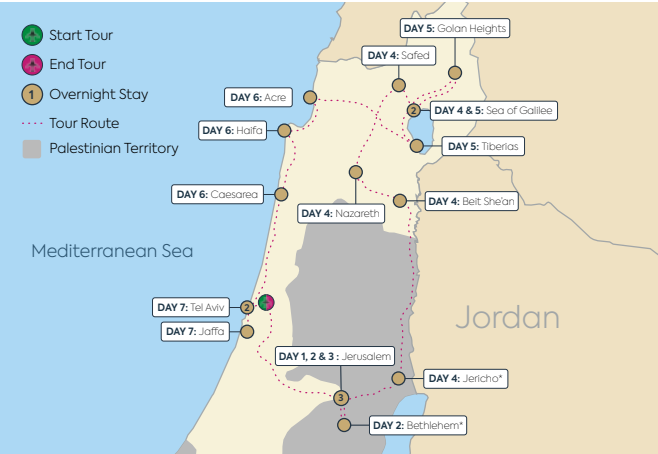 Start Tour
End Tour
1 Overnight Stay
Tour Route
Palestinian Territory
DAY 5: Golan Heights
DAY 4: Safed
DAY 6: Acre
2
DAY 4 & 5: Sea of Galilee
DAY 6: Haifa
DAY 5: Tiberias
DAY 6: Caesarea
DAY 4: Nazareth
DAY 4: Beit She'an
Mediterranean Sea
DAY 7: Tel Aviv
2
Jordan
DAY 7: Jaffa
DAY 1, 2 & 3 : Jerusalem
DAY 4: Jericho*
3
DAY 2: Bethlehem*